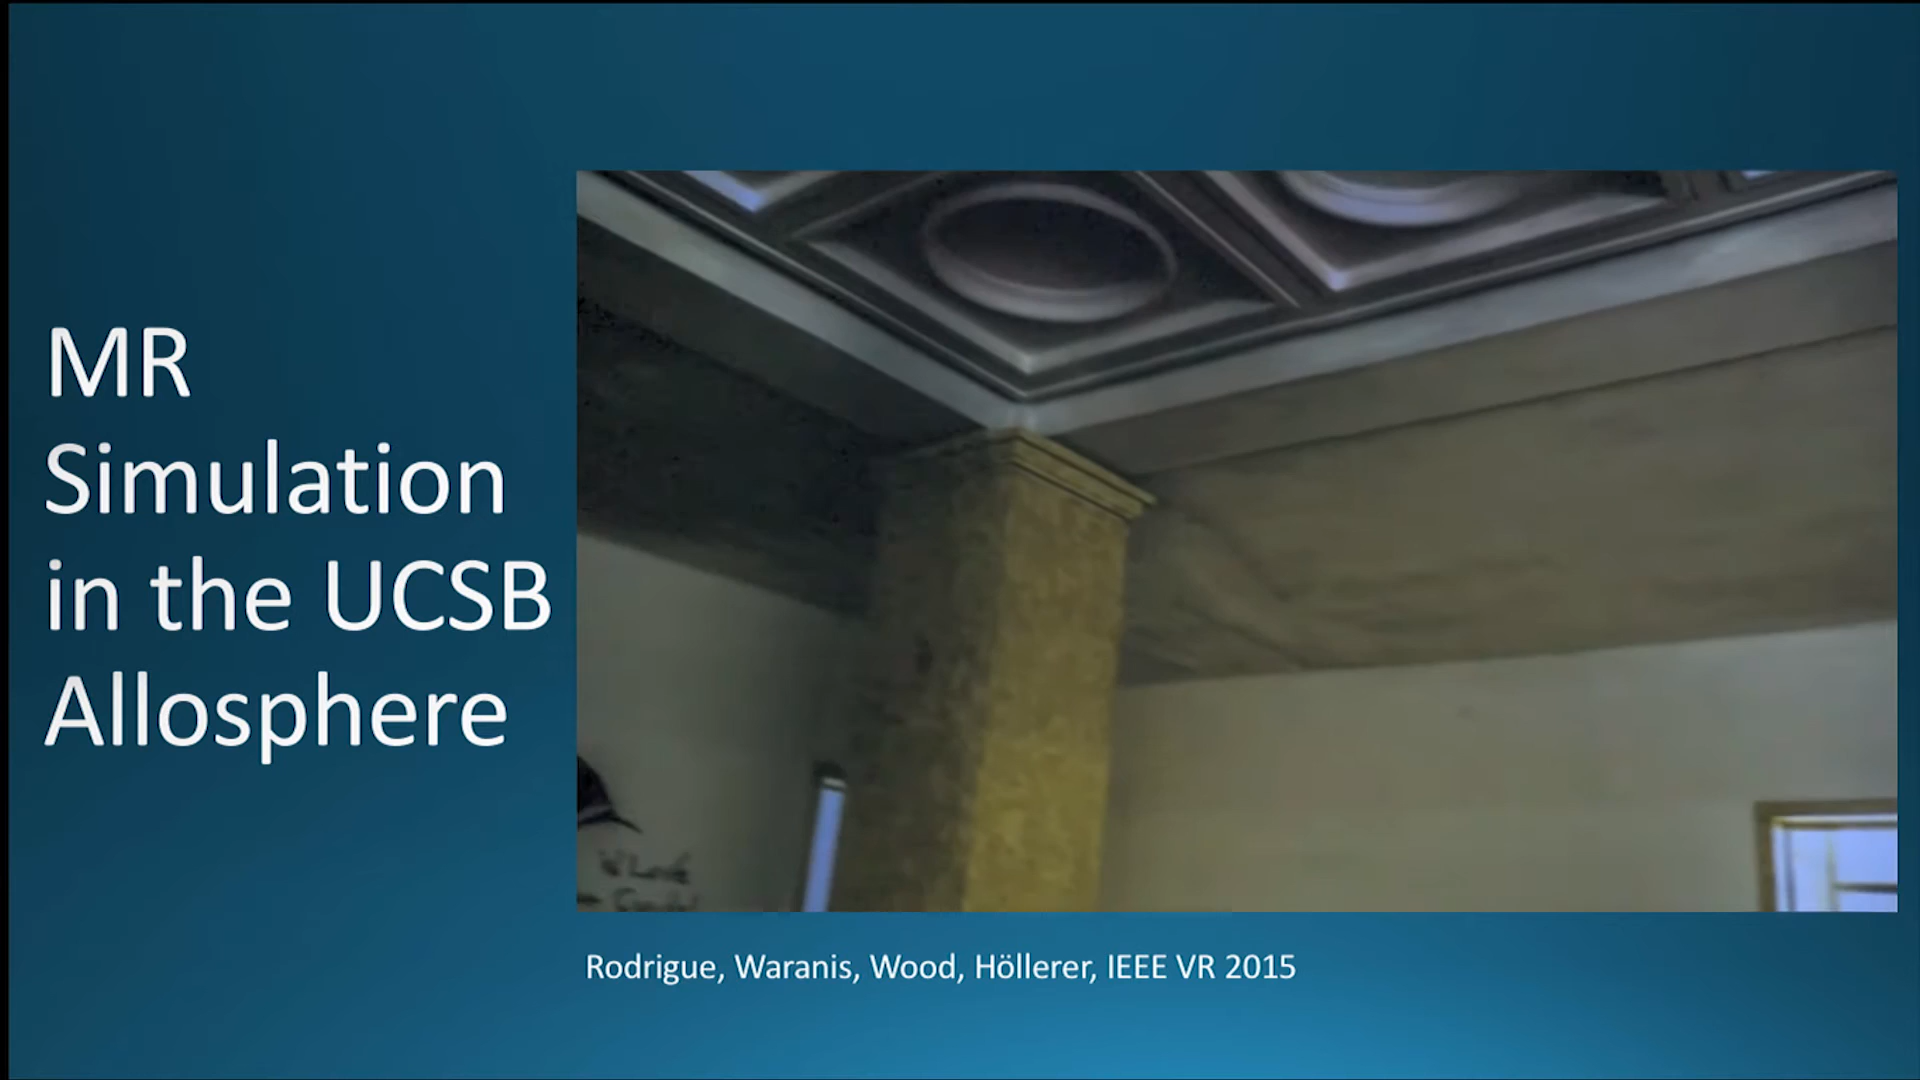 MR
Simulation
in the UCSB
Allosphere
Rodrigue, Waranis, Wood, Höllerer, IEEE VR 2015